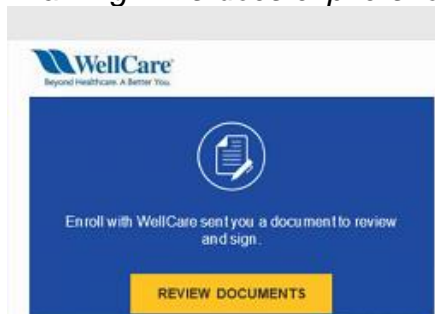 WellCare
Beyond Healthcare. A Better You.
Enroll with WellCare sent you a document to review
and sign.
REVIEW DOCUMENTS